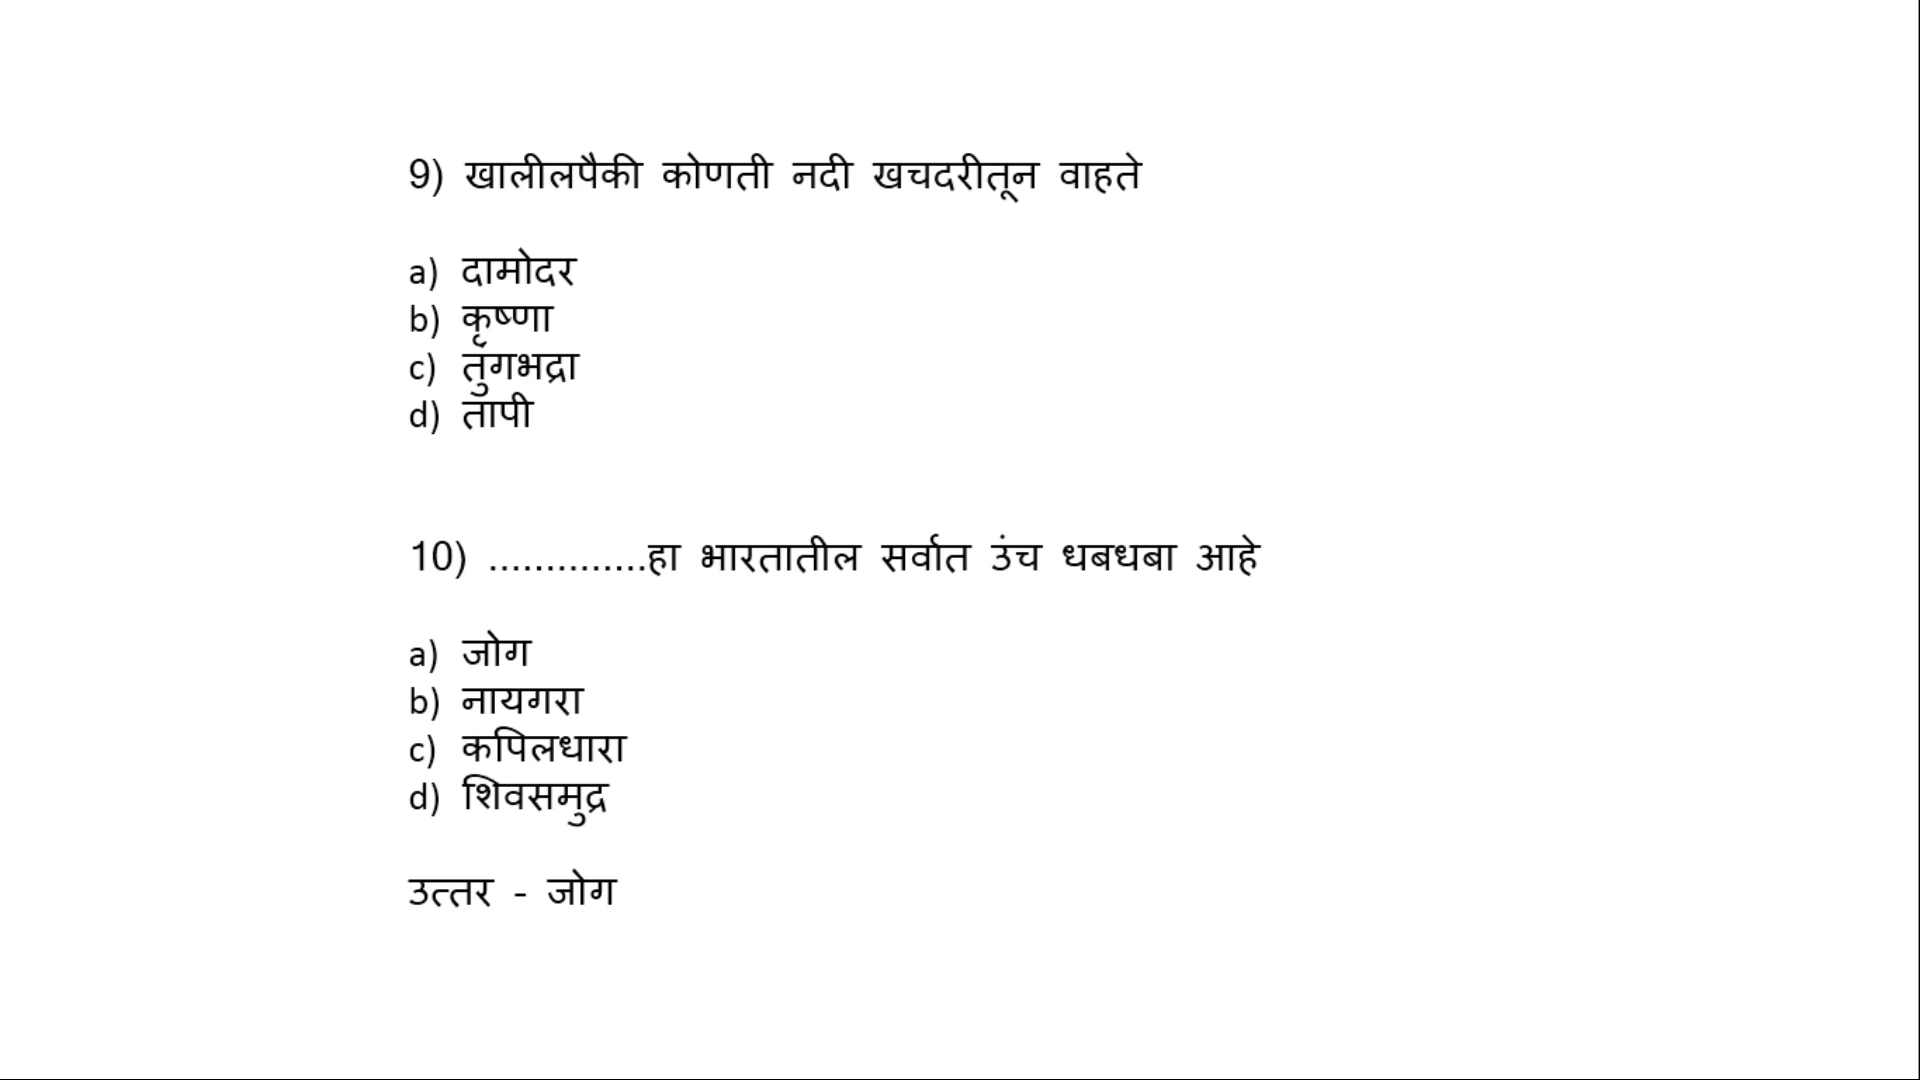 9) खालीलपैकी कोणती नदी खचदरीतून वाहते
a) दामोदर
b) कृष्णा
c) तुंगभद्रा
d) तापी
10) ..............हा भारतातील सर्वात उंच धबधबा आहे
a) जोग
b) नायगरा
c) कपिलधारा
d) शिवसमुद्र
उत्तर - जोग